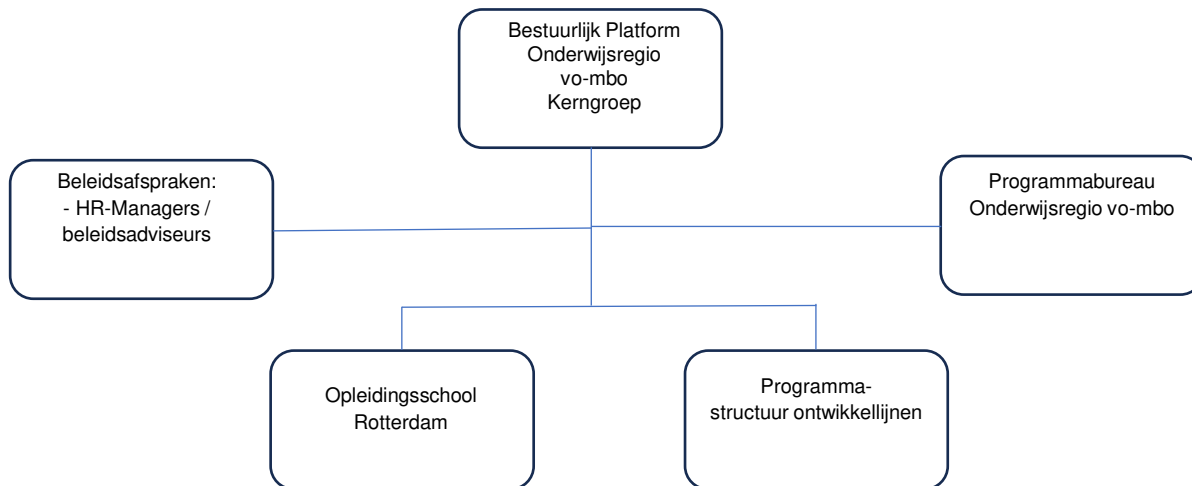 Bestuurlijk Platform
Onderwijsregio
vo-mbo
Kerngroep
Beleidsafspraken:
- HR-Managers /
beleidsadviseurs
Programmabureau
Onderwijsregio vo-mbo
Opleidingsschool
Rotterdam
Programma-
structuur ontwikkellijnen